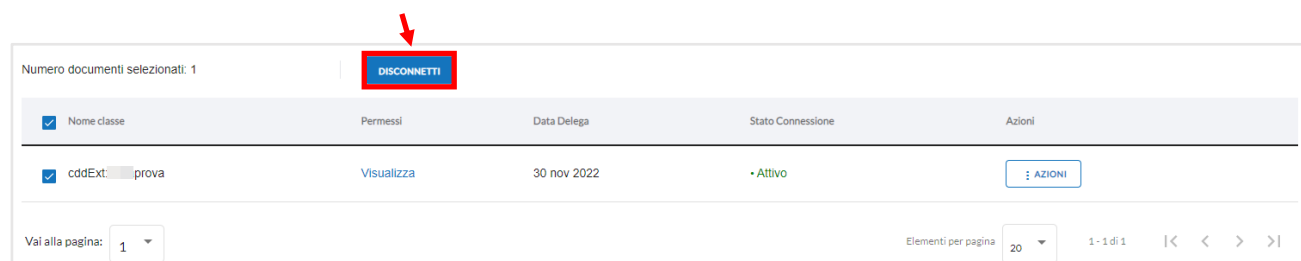 Numero documenti selezionati: 1 DISCONNETTI
Nome classe Permessi Data Delega Stato Connessione Azioni
cddExt: prova Visualizza 30 nov 2022 • Attivo ⋮ AZIONI
Vai alla pagina: 1 Elementi per pagina 20 1 - 1 di 1 |< < > >|